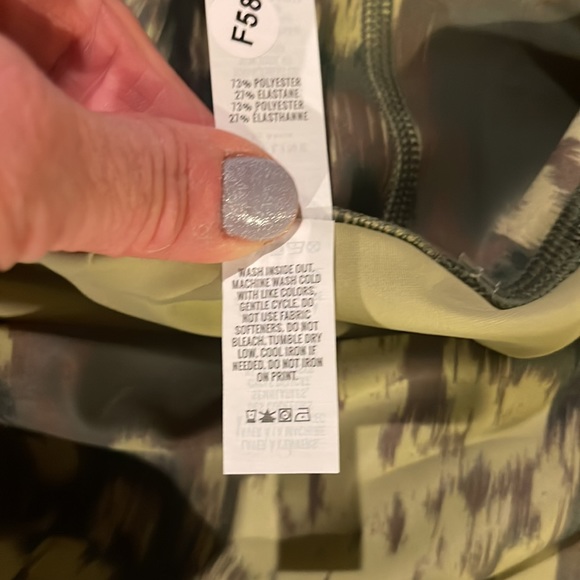 F58
73% POLYESTER
27% ELASTANE
73% POLYESTER
27% ÉLASTHANNE
WASH INSIDE OUT.
MACHINE WASH COLD
WITH LIKE COLORS,
GENTLE CYCLE. DO
NOT USE FABRIC
SOFTENERS. DO NOT
BLEACH. TUMBLE DRY
LOW. COOL IRON IF
NEEDED. DO NOT IRON
ON PRINT.